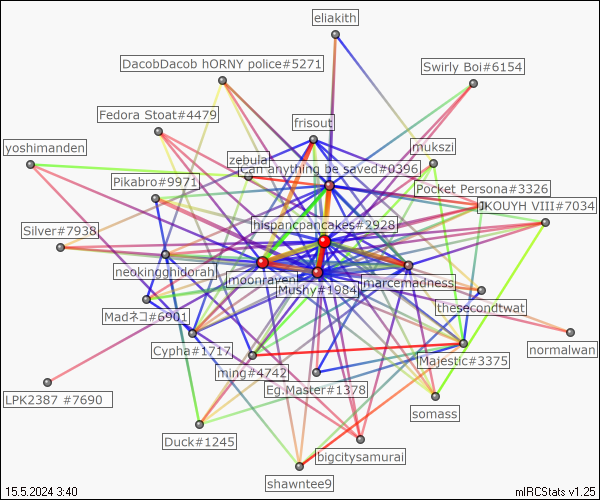 eliakith
DacobDacob hORNY police#5271
Swirly Boi#6154
Fedora Stoat#4479
frisout
yoshimanden
zebula
mukszi
Can anything be saved#0396
Pikabro#9971
Pocket Persona#3326
JKOUYH VIII#7034
hispancpancakes#2928
Silver#7938
neokingghidorah
moonraven
Mushy#1984
marcemadness
Madネコ#6901
thesecondtwat
Cypha#1717
normalwan
ming#4742
Majestic#3375
Eg.Master#1378
LPK2387 #7690
somass
Duck#1245
bigcitysamurai
shawntee9
15.5.2024 3:40
mIRCStats v1.25